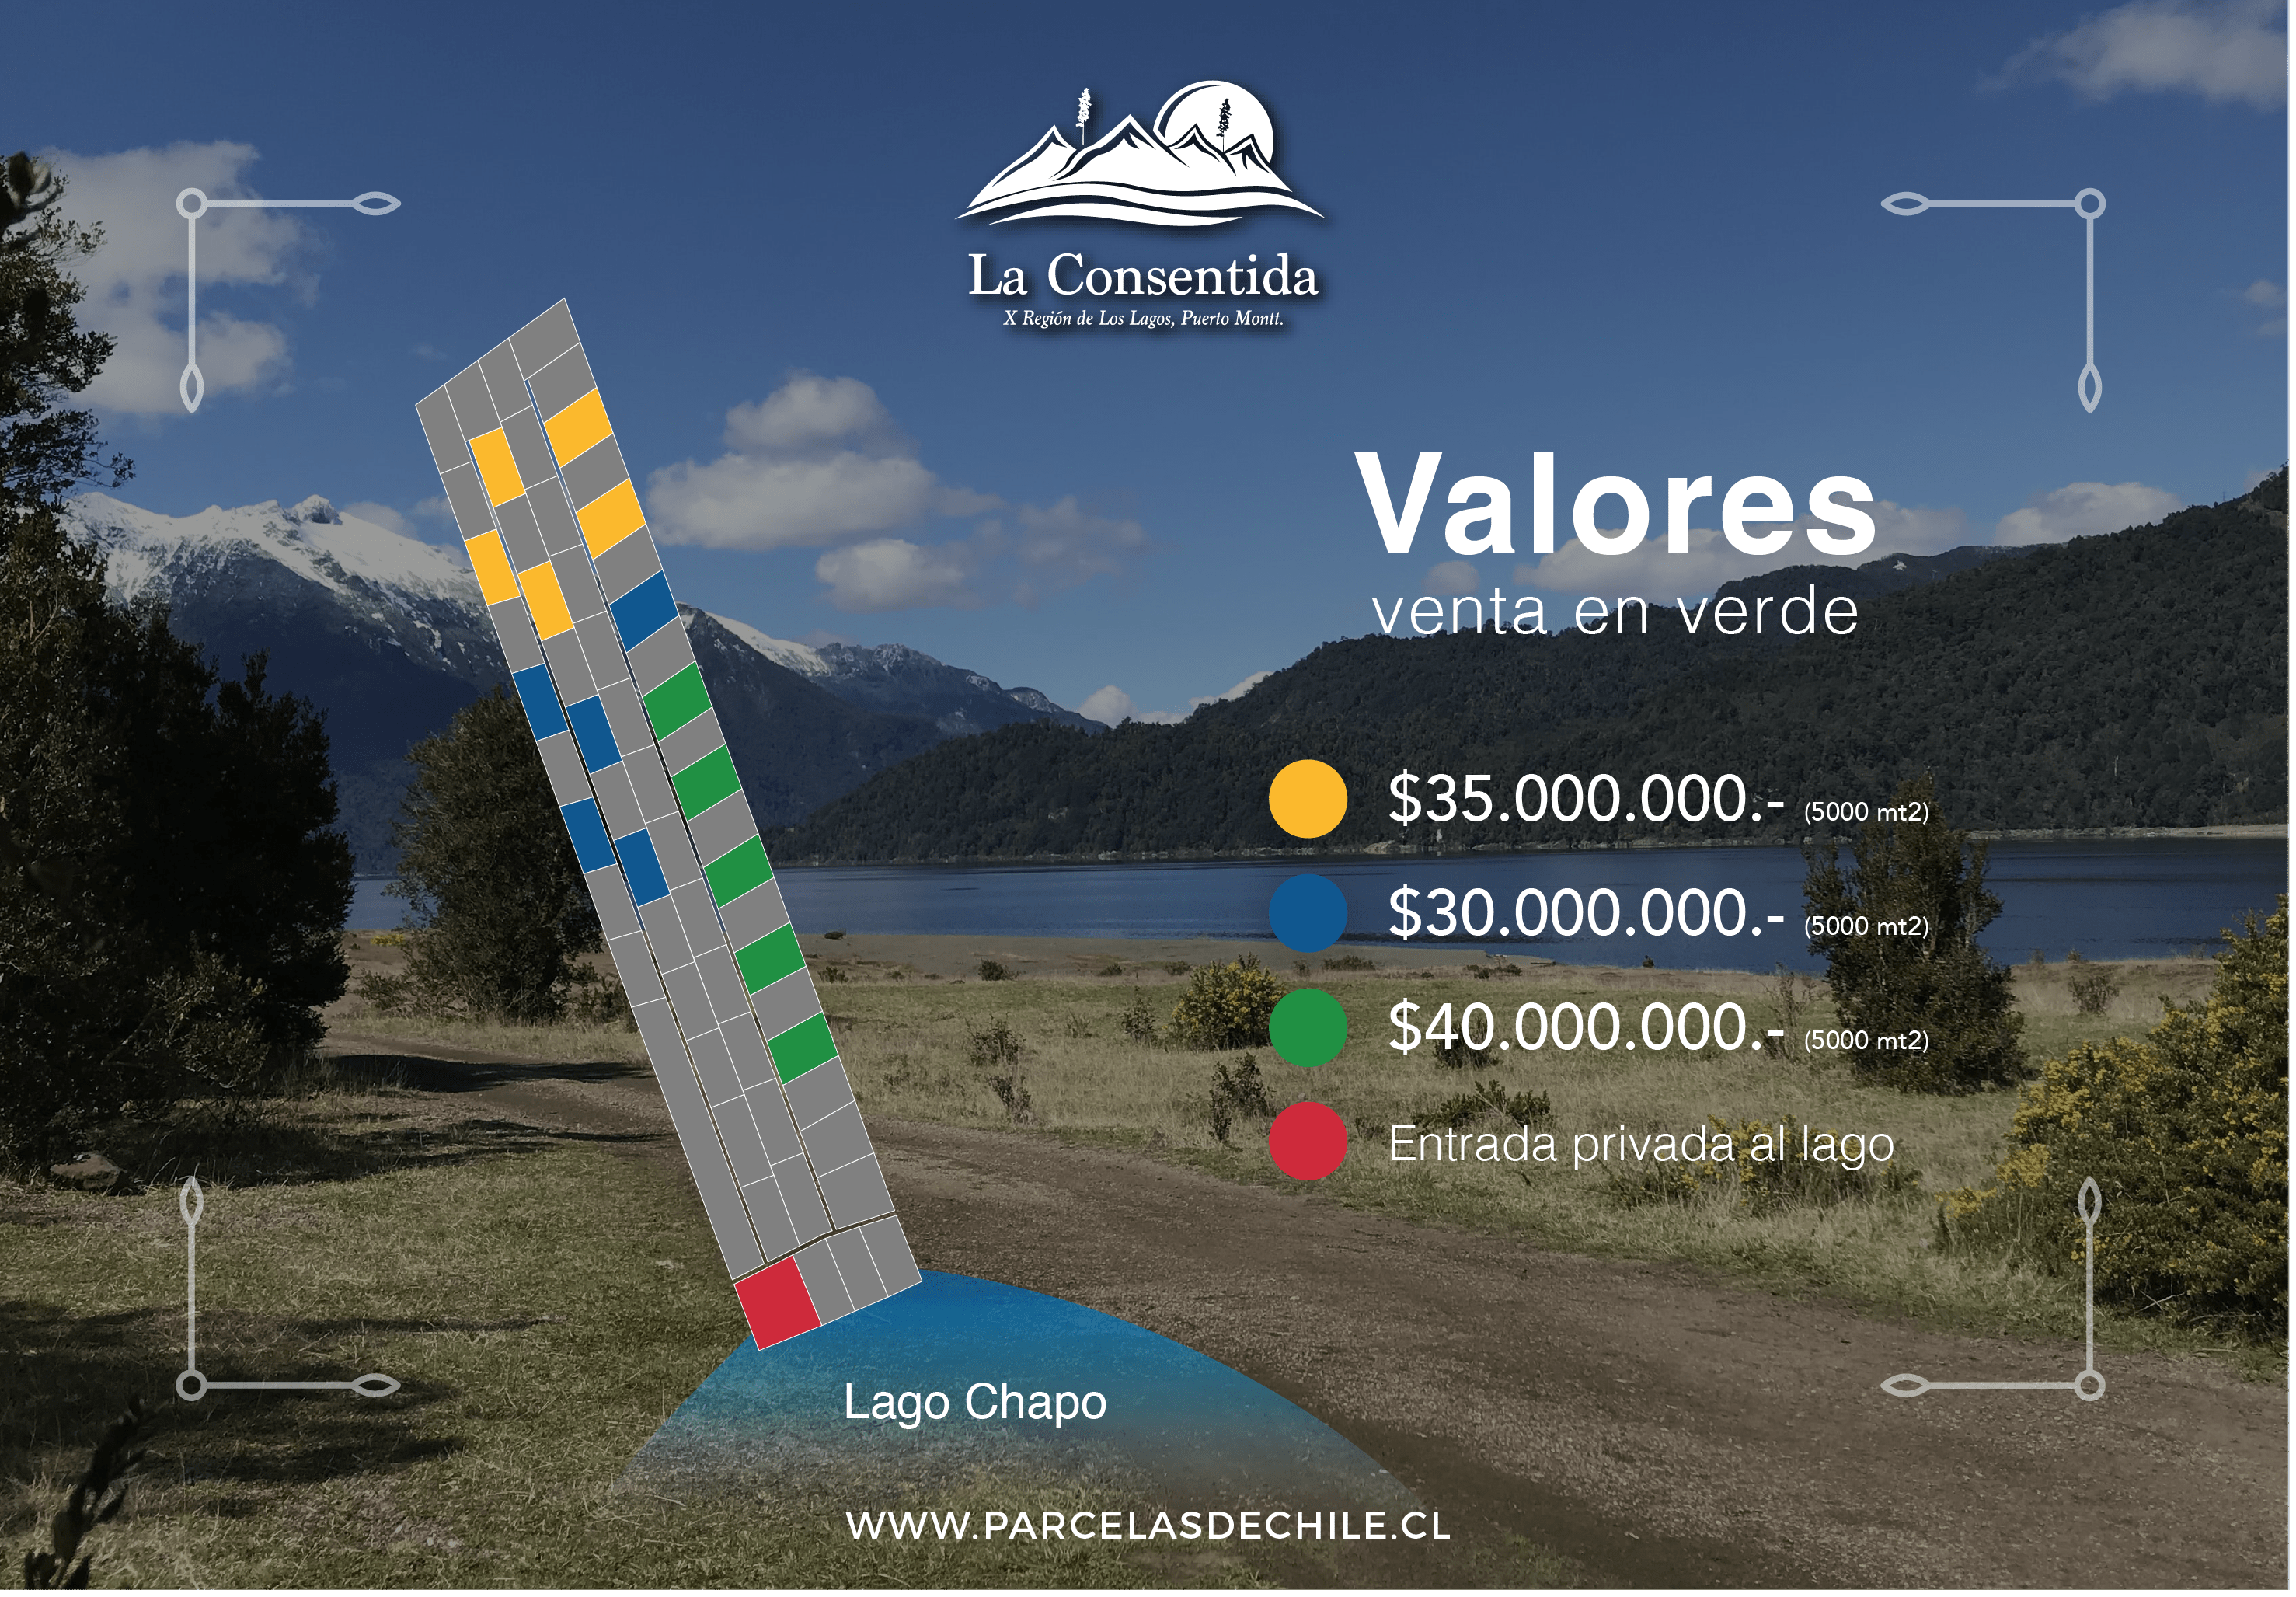 La Consentida
X Región de Los Lagos, Puerto Montt.
Valores
venta en verde
$35.000.000.- (5000 mt2)
$30.000.000.- (5000 mt2)
$40.000.000.- (5000 mt2)
Entrada privada al lago
Lago Chapo
WWW.PARCELASDECHILE.CL